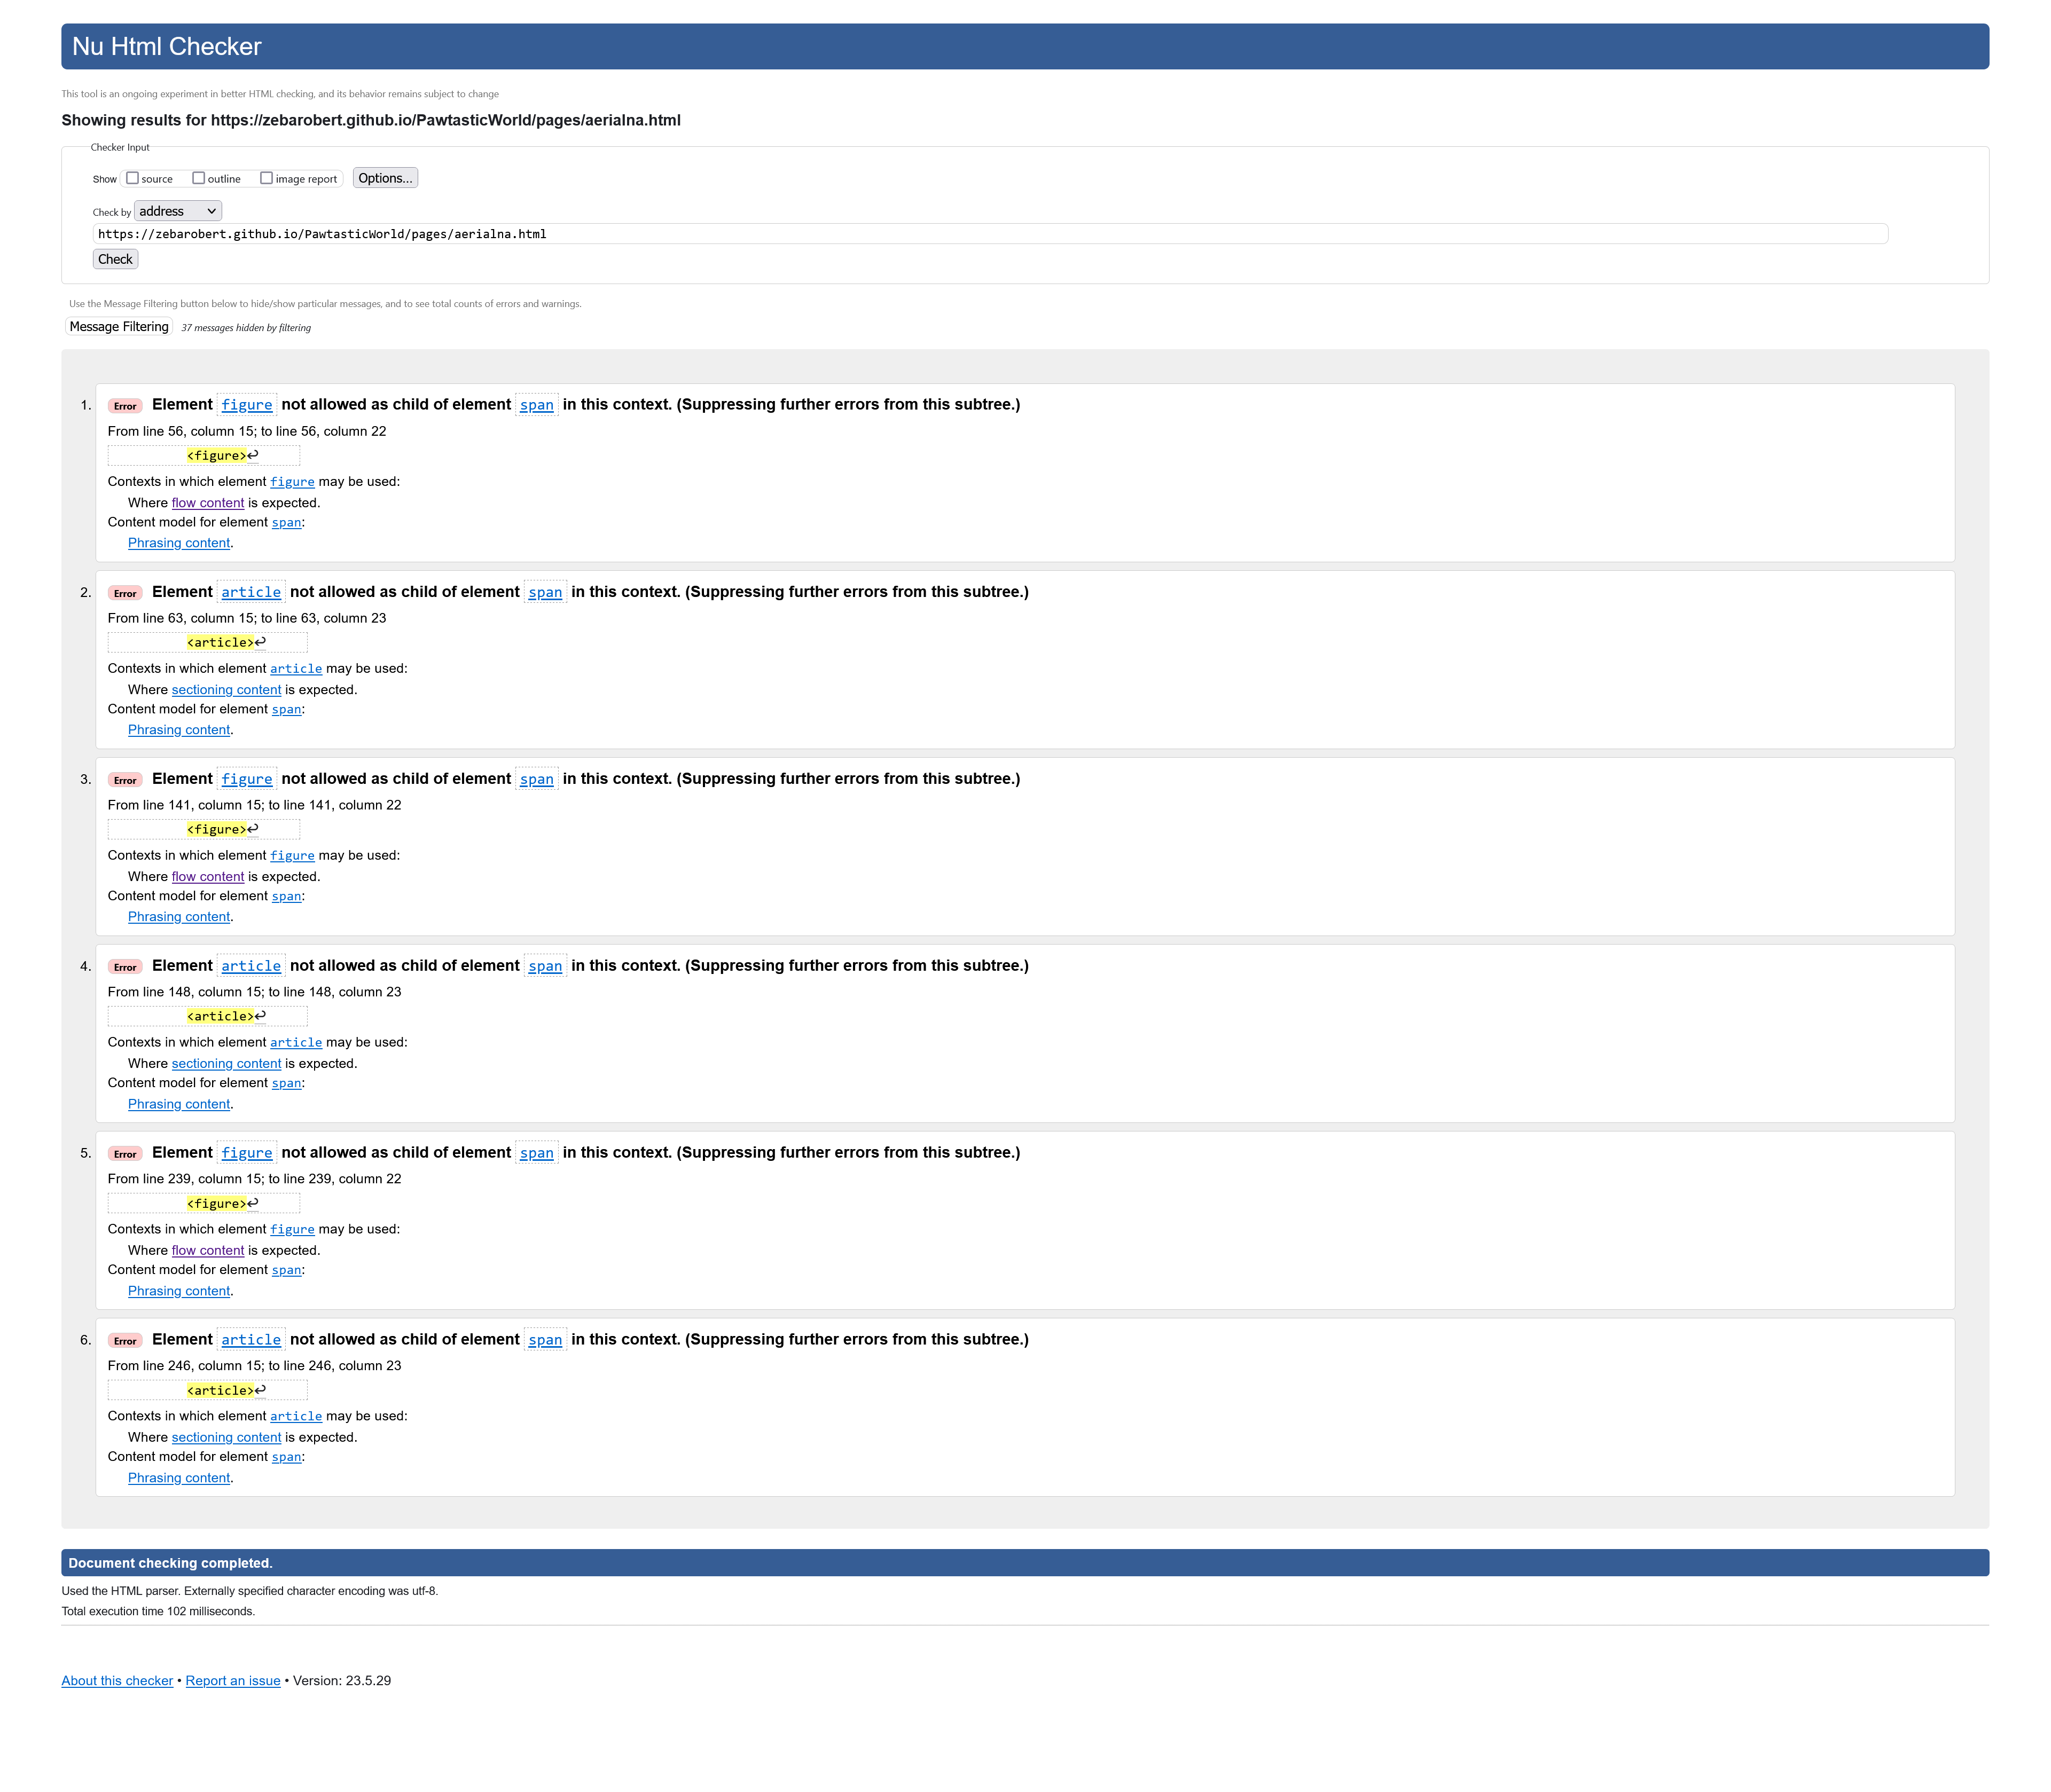 Nu Html Checker
This tool is an ongoing experiment in better HTML checking, and its behavior remains subject to change
Showing results for https://zebarobert.github.io/PawtasticWorld/pages/aerialna.html
Checker Input
Show source outline image report Options...
Check by address
https://zebarobert.github.io/PawtasticWorld/pages/aerialna.html
Check
Use the Message Filtering button below to hide/show particular messages, and to see total counts of errors and warnings.
Message Filtering 37 messages hidden by filtering
1. Error Element figure not allowed as child of element span in this context. (Suppressing further errors from this subtree.)
From line 56, column 15; to line 56, column 22
<figure>↩
Contexts in which element figure may be used:
Where flow content is expected.
Content model for element span:
Phrasing content.
2. Error Element article not allowed as child of element span in this context. (Suppressing further errors from this subtree.)
From line 63, column 15; to line 63, column 23
<article>↩
Contexts in which element article may be used:
Where sectioning content is expected.
Content model for element span:
Phrasing content.
3. Error Element figure not allowed as child of element span in this context. (Suppressing further errors from this subtree.)
From line 141, column 15; to line 141, column 22
<figure>↩
Contexts in which element figure may be used:
Where flow content is expected.
Content model for element span:
Phrasing content.
4. Error Element article not allowed as child of element span in this context. (Suppressing further errors from this subtree.)
From line 148, column 15; to line 148, column 23
<article>↩
Contexts in which element article may be used:
Where sectioning content is expected.
Content model for element span:
Phrasing content.
5. Error Element figure not allowed as child of element span in this context. (Suppressing further errors from this subtree.)
From line 239, column 15; to line 239, column 22
<figure>↩
Contexts in which element figure may be used:
Where flow content is expected.
Content model for element span:
Phrasing content.
6. Error Element article not allowed as child of element span in this context. (Suppressing further errors from this subtree.)
From line 246, column 15; to line 246, column 23
<article>↩
Contexts in which element article may be used:
Where sectioning content is expected.
Content model for element span:
Phrasing content.
Document checking completed.
Used the HTML parser. Externally specified character encoding was utf-8.
Total execution time 102 milliseconds.
About this checker • Report an issue • Version: 23.5.29